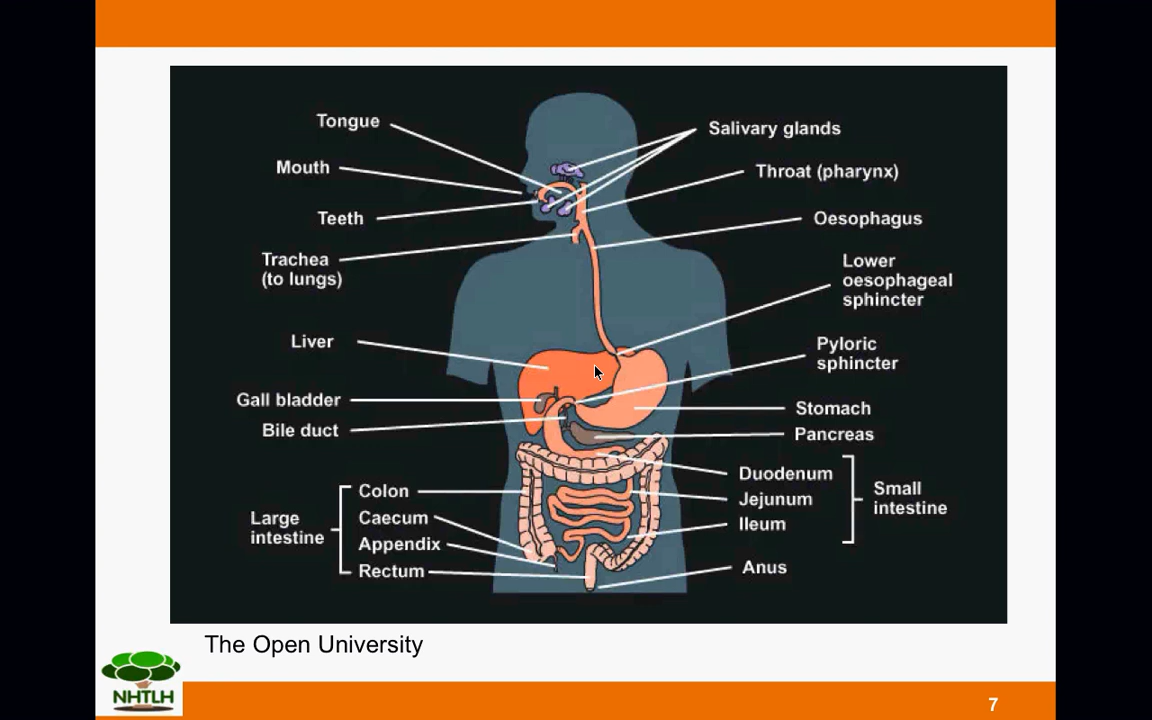 Tongue
Mouth
Teeth
Trachea
(to lungs)
Liver
Gall bladder
Bile duct
Large
intestine
Colon
Caecum
Appendix
Rectum
Salivary glands
Throat (pharynx)
Oesophagus
Lower
oesophageal
sphincter
Pyloric
sphincter
Stomach
Pancreas
Duodenum
Jejunum
Ileum
Small
intestine
Anus
The Open University
NHTLH
7